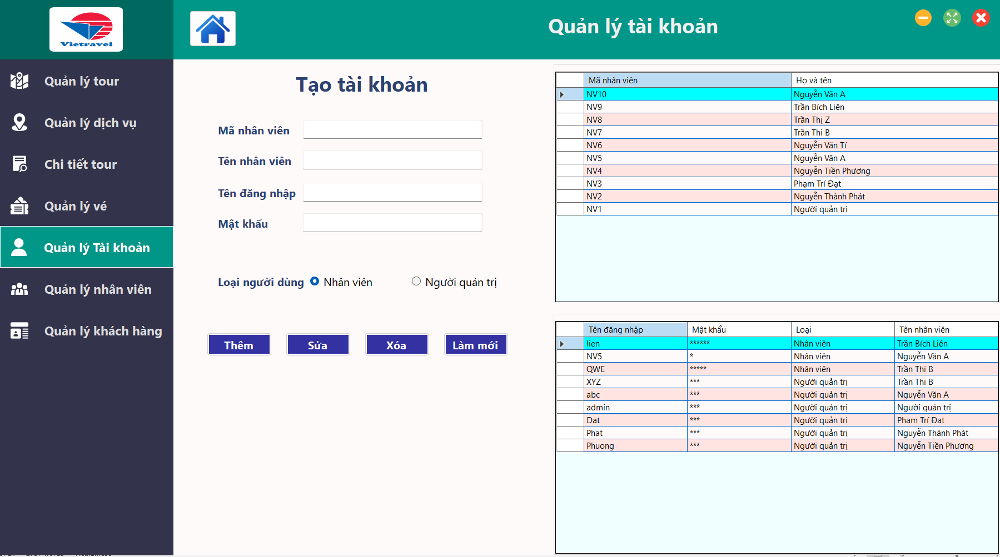 Vietravel
Quản lý tài khoản
Quản lý tour
Quản lý dịch vụ
Chi tiết tour
Quản lý vé
Quản lý Tài khoản
Quản lý nhân viên
Quản lý khách hàng
Tạo tài khoản
Mã nhân viên
Tên nhân viên
Tên đăng nhập
Mật khẩu
Loại người dùng Nhân viên Người quản trị
Thêm Sửa Xóa Làm mới
Mã nhân viên Họ và tên
NV10 Nguyễn Văn A
NV9 Trần Bích Liên
NV8 Trần Thị Z
NV7 Trần Thi B
NV6 Nguyễn Văn Tí
NV5 Nguyễn Văn A
NV4 Nguyễn Tiền Phương
NV3 Phạm Trí Đạt
NV2 Nguyễn Thành Phát
NV1 Người quản trị
Tên đăng nhập Mật khẩu Loại Tên nhân viên
lien ****** Nhân viên Trần Bích Liên
NV5 * Nhân viên Nguyễn Văn A
QWE ***** Nhân viên Trần Thi B
XYZ *** Người quản trị Trần Thi B
abc *** Người quản trị Nguyễn Văn A
admin *** Người quản trị Người quản trị
Dat *** Người quản trị Phạm Trí Đạt
Phat *** Người quản trị Nguyễn Thành Phát
Phuong *** Người quản trị Nguyễn Tiền Phương